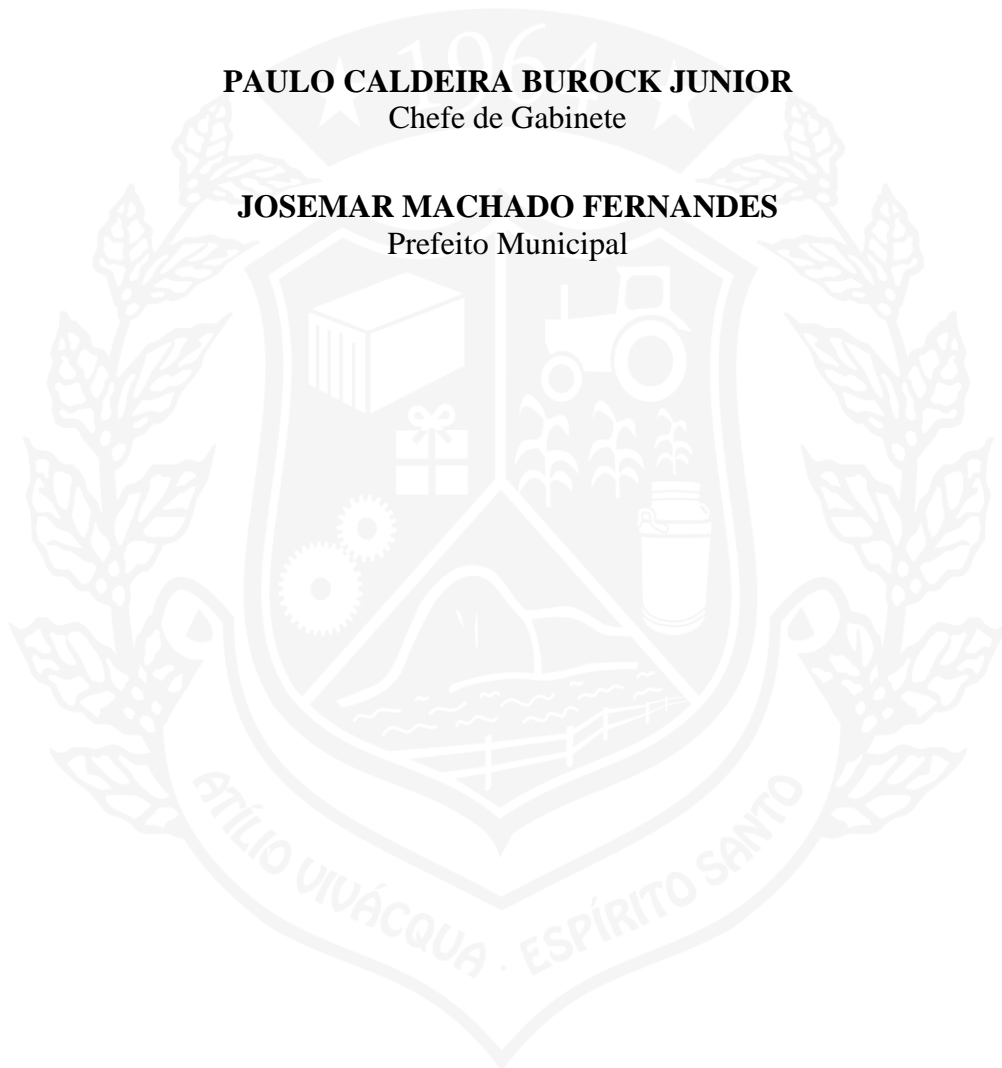 1964
PAULO CALDEIRA BUROCK JUNIOR
Chefe de Gabinete
JOSEMAR MACHADO FERNANDES
Prefeito Municipal
ATÍLIO VIVÁCQUA · ESPÍRITO SANTO